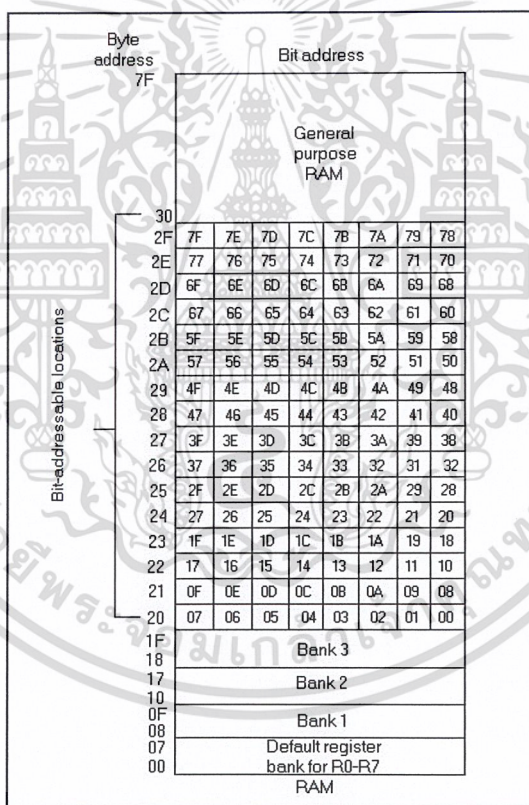 Byte address
Bit address
7F
General purpose RAM
30
2F 7F 7E 7D 7C 7B 7A 79 78
2E 77 76 75 74 73 72 71 70
2D 6F 6E 6D 6C 6B 6A 69 68
2C 67 66 65 64 63 62 61 60
2B 5F 5E 5D 5C 5B 5A 59 58
2A 57 56 55 54 53 52 51 50
29 4F 4E 4D 4C 4B 4A 49 48
28 47 46 45 44 43 42 41 40
27 3F 3E 3D 3C 3B 3A 39 38
26 37 36 35 34 33 32 31 32
25 2F 2E 2D 2C 2B 2A 29 28
24 27 26 25 24 23 22 21 20
23 1F 1E 1D 1C 1B 1A 19 18
22 17 16 15 14 13 12 11 10
21 0F 0E 0D 0C 0B 0A 09 08
20 07 06 05 04 03 02 01 00
Bit-addressable locations
1F
18
Bank 3
17
10
Bank 2
0F
08
Bank 1
07
00
Default register
bank for R0-R7
RAM